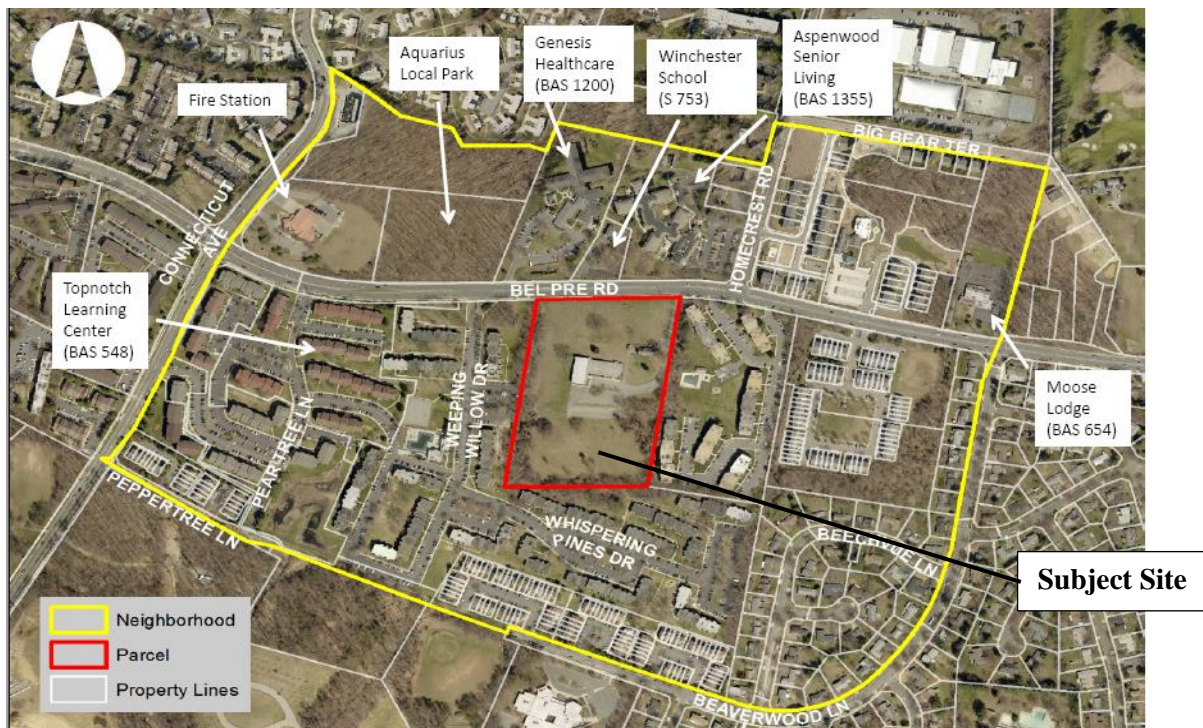 Fire Station
Aquarius
Local Park
Genesis
Healthcare
(BAS 1200)
Winchester
School
(S 753)
Aspenwood
Senior
Living
(BAS 1355)
BIG BEAR TER
CONNECTICUT
AVE
HOMECREST RD
BEL PRE RD
Topnotch
Learning
Center
(BAS 548)
WEEPING
WILLOW DR
PEARTREE LN
Moose
Lodge
(BAS 654)
PEPPERTREE LN
WHISPERING
PINES DR
BEECHVUE LN
Subject Site
BEAVERWOOD LN
Neighborhood
Parcel
Property Lines